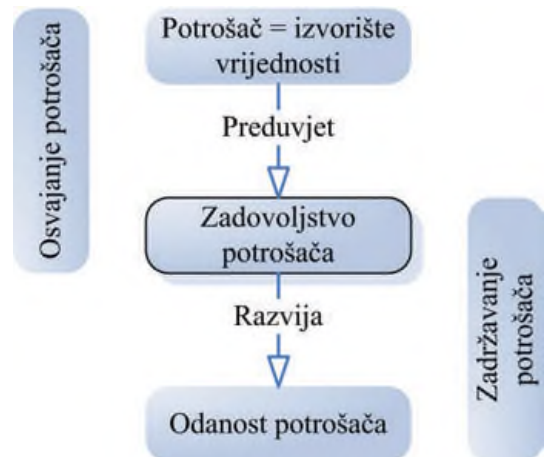 Osvajanje potrošača
Potrošač = izvorište
vrijednosti
Preduvjet
Zadovoljstvo
potrošača
Razvija
Odanost potrošača
Zadržavanje
potrošača